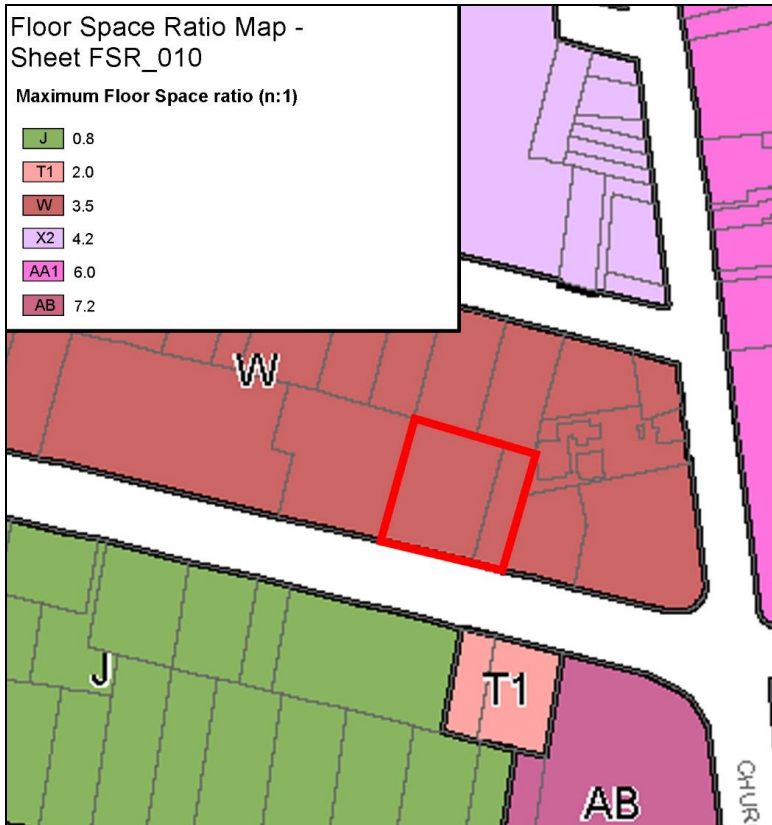 Floor Space Ratio Map -
Sheet FSR_010
Maximum Floor Space ratio (n:1)
J 0.8
T1 2.0
W 3.5
X2 4.2
AA1 6.0
AB 7.2
W
J
T1
AB
CHUR